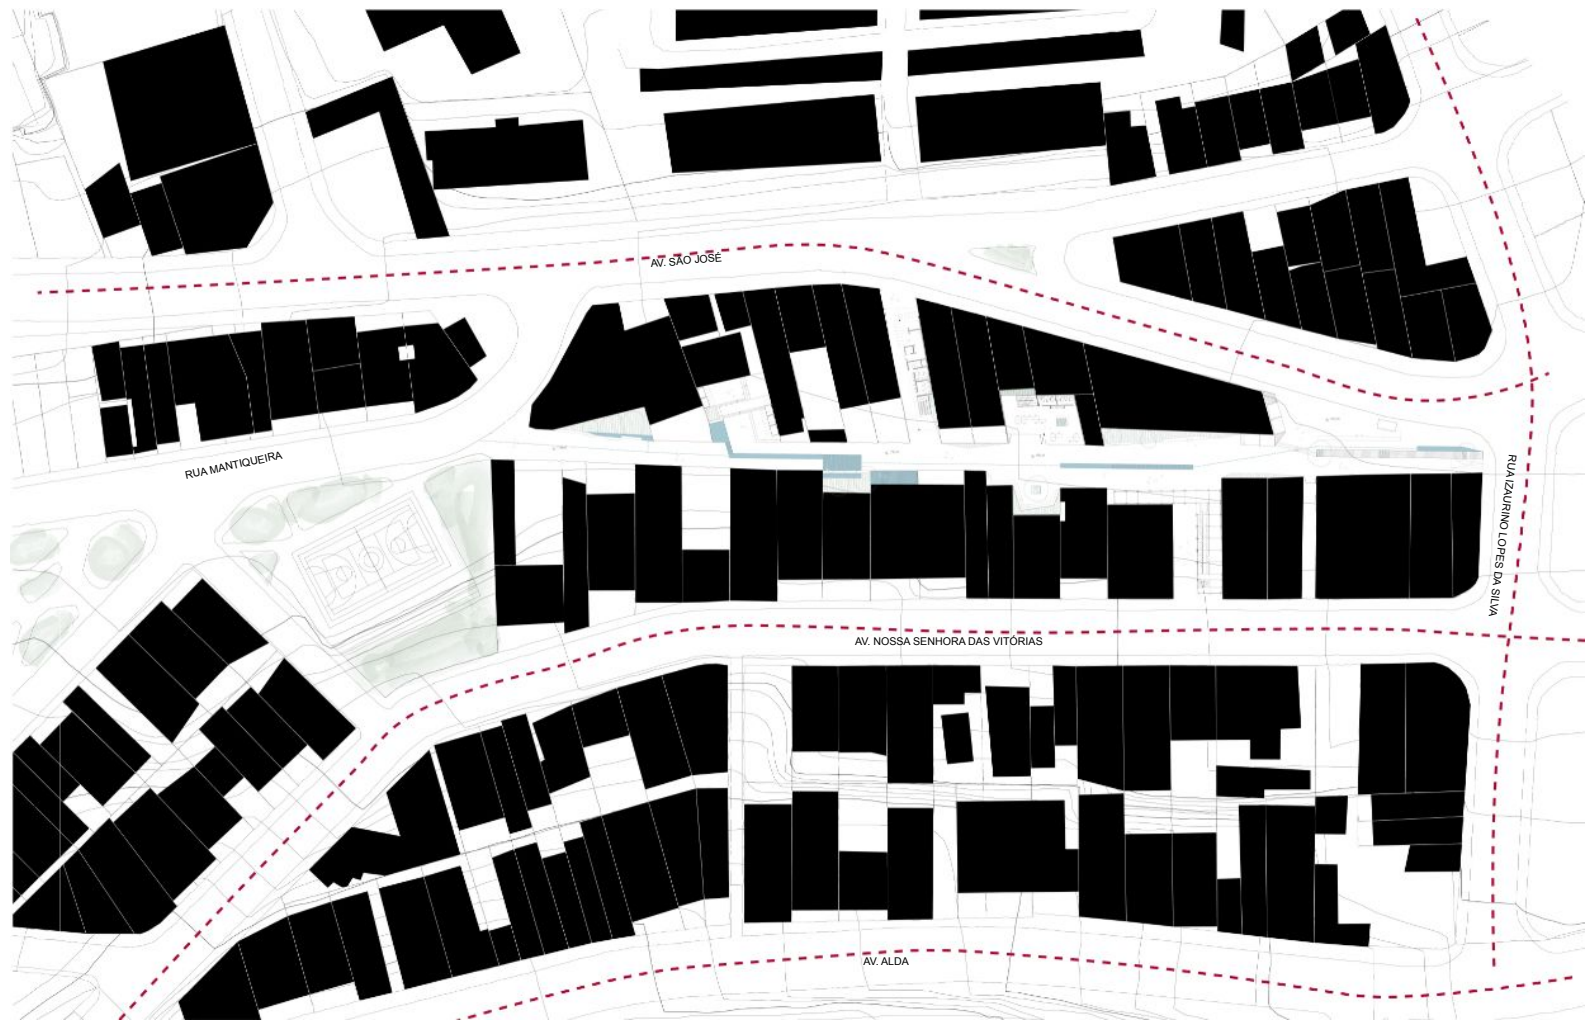 AV. SÃO JOSÉ
RUA MANTIQUEIRA
RUA IZAURINO LOPES DA SILVA
AV. NOSSA SENHORA DAS VITÓRIAS
AV. ALDA